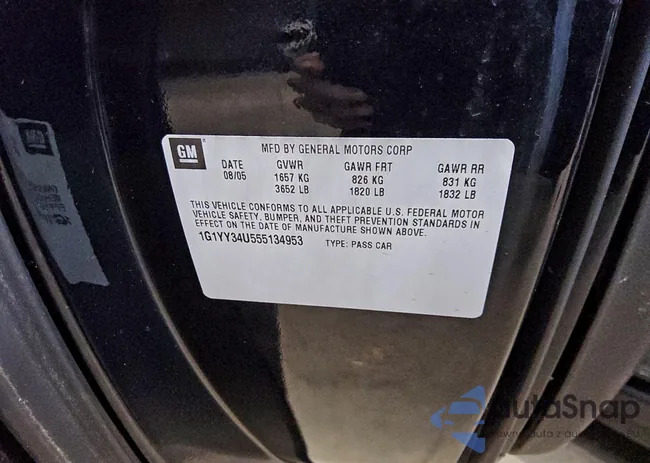 GM
MFD BY GENERAL MOTORS CORP
DATE GVWR GAWR FRT GAWR RR
08/05 1657 KG 826 KG 831 KG
3652 LB 1820 LB 1832 LB
THIS VEHICLE CONFORMS TO ALL APPLICABLE U.S. FEDERAL MOTOR
VEHICLE SAFETY, BUMPER, AND THEFT PREVENTION STANDARDS IN
EFFECT ON THE DATE OF MANUFACTURE SHOWN ABOVE.
1G1YY34U555134953 TYPE: PASS CAR
AutaSnap